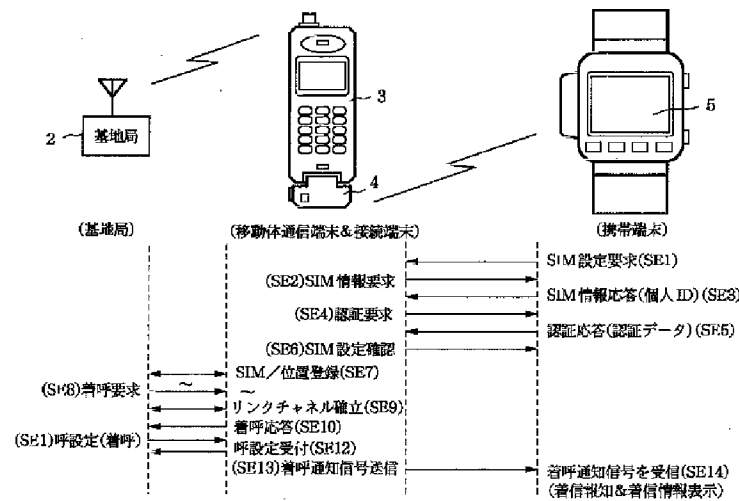 3
5
2
基地局
4
(基地局)
(移動体通信端末&接続端末)
(携帯端末)
SIM設定要求(SE1)
(SE2)SIM情報要求
SIM情報応答(個人ID)(SE3)
(SE4)認証要求
認証応答(認証データ)(SE5)
(SE6)SIM設定確認
SIM/位置登録(SE7)
(SE8)着呼要求
~
~
リンクチャネル確立(SE9)
着呼応答(SE10)
(SE1)呼設定(着呼)
呼設定受付(SE12)
(SE13)着呼通知信号送信
着呼通知信号を受信(SE14)
(着信報知&着信情報表示)